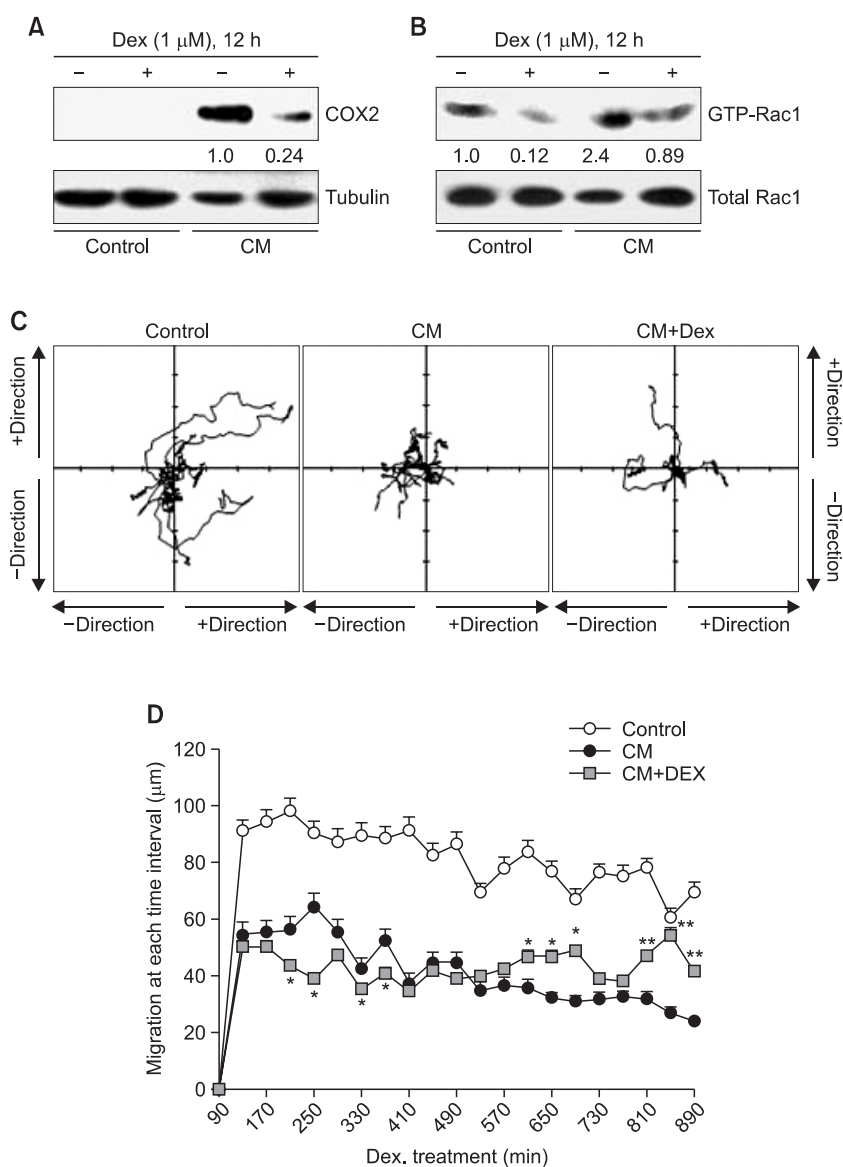 A
Dex (1 μM), 12 h
− + − +
COX2
1.0 0.24
Tubulin
Control CM
B
Dex (1 μM), 12 h
− + − +
GTP-Rac1
1.0 0.12 2.4 0.89
Total Rac1
Control CM
C
Control CM CM+Dex
+Direction
−Direction
+Direction
−Direction
−Direction +Direction −Direction +Direction −Direction +Direction
D
Control
CM
CM+DEX
Migration at each time interval (μm)
120
100
80
60
40
20
0
* * * * * * * ** ** **
90 170 250 330 410 490 570 650 730 810 890
Dex. treatment (min)